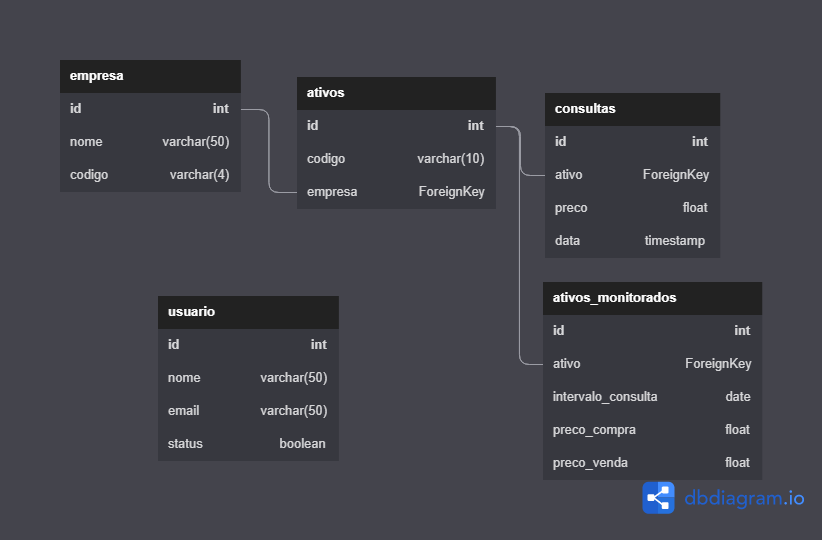 empresa
id int
nome varchar(50)
codigo varchar(4)
ativos
id int
codigo varchar(10)
empresa ForeignKey
consultas
id int
ativo ForeignKey
preco float
data timestamp
usuario
id int
nome varchar(50)
email varchar(50)
status boolean
ativos_monitorados
id int
ativo ForeignKey
intervalo_consulta date
preco_compra float
preco_venda float
dbdiagram.io